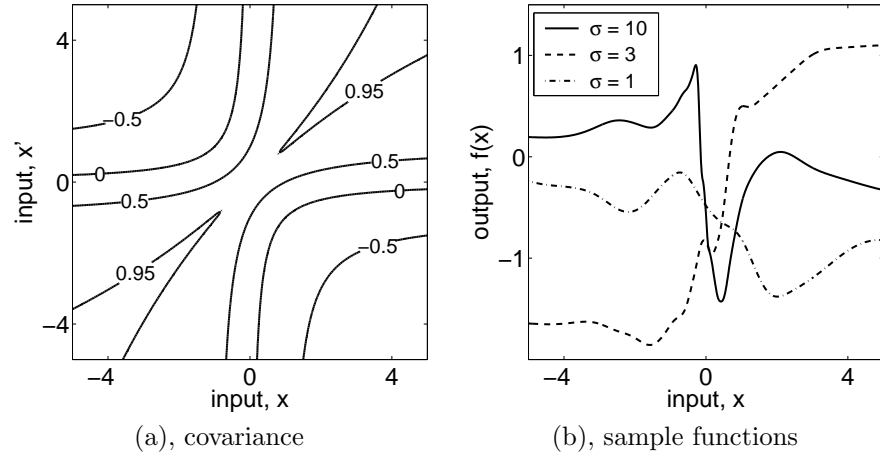 4
0
−4
input, x'
−0.5
0
0.5
0.95
0.95
0.5
0
−0.5
−4 0 4
input, x
(a), covariance
1
0
−1
output, f(x)
σ = 10
σ = 3
σ = 1
−4 0 4
input, x
(b), sample functions